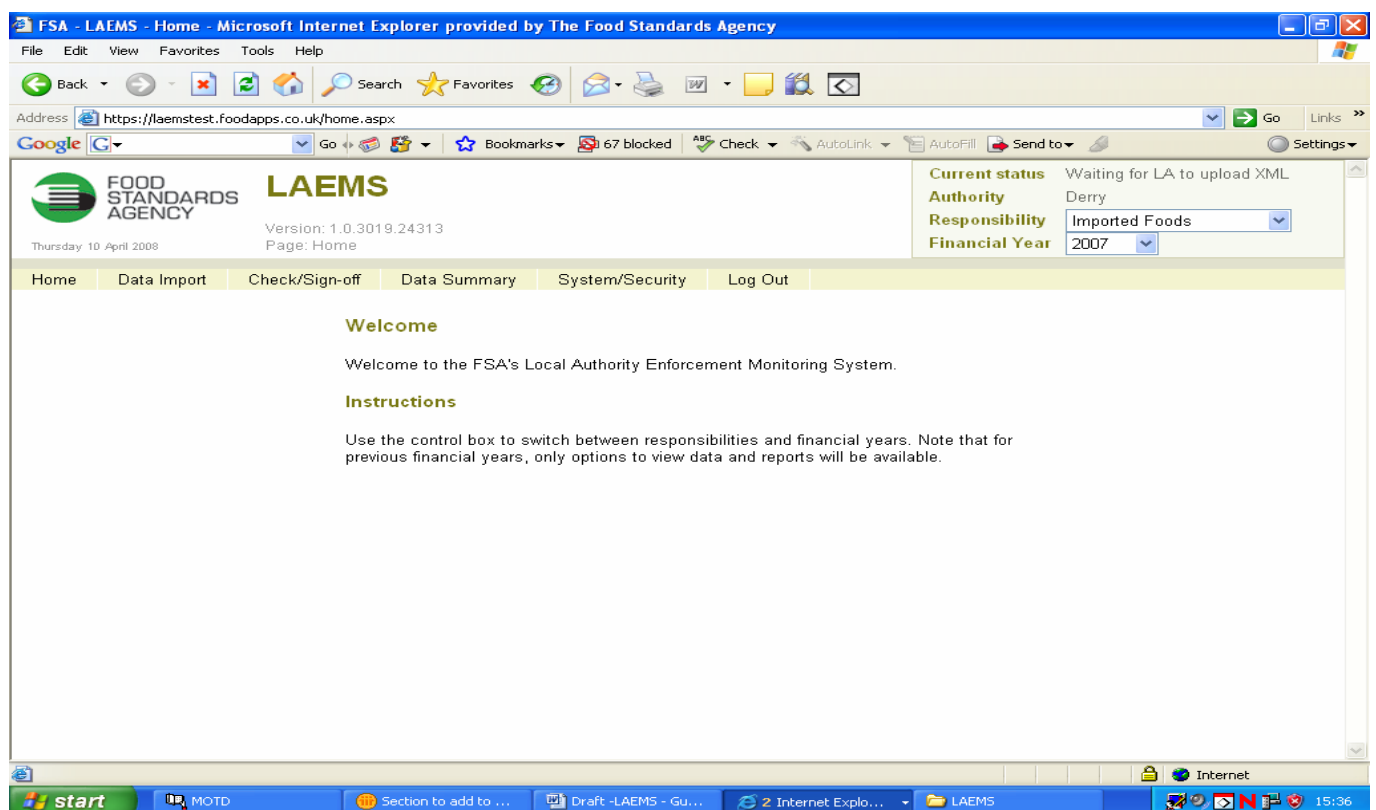 FSA - LAEMS - Home - Microsoft Internet Explorer provided by The Food Standards Agency
File Edit View Favorites Tools Help
Back Search Favorites
Address https://laemstest.foodapps.co.uk/home.aspx Go Links »
Google G Go Bookmarks 67 blocked ABC Check AutoLink AutoFill Send to Settings
FOOD STANDARDS AGENCY
Thursday 10 April 2008
LAEMS
Version: 1.0.3019.24313
Page: Home
Current status Waiting for LA to upload XML
Authority Derry
Responsibility Imported Foods
Financial Year 2007
Home Data Import Check/Sign-off Data Summary System/Security Log Out
Welcome
Welcome to the FSA's Local Authority Enforcement Monitoring System.
Instructions
Use the control box to switch between responsibilities and financial years. Note that for
previous financial years, only options to view data and reports will be available.
Internet
start MOTD Section to add to ... Draft -LAEMS - Gu... 2 Internet Explo... LAEMS N 15:36